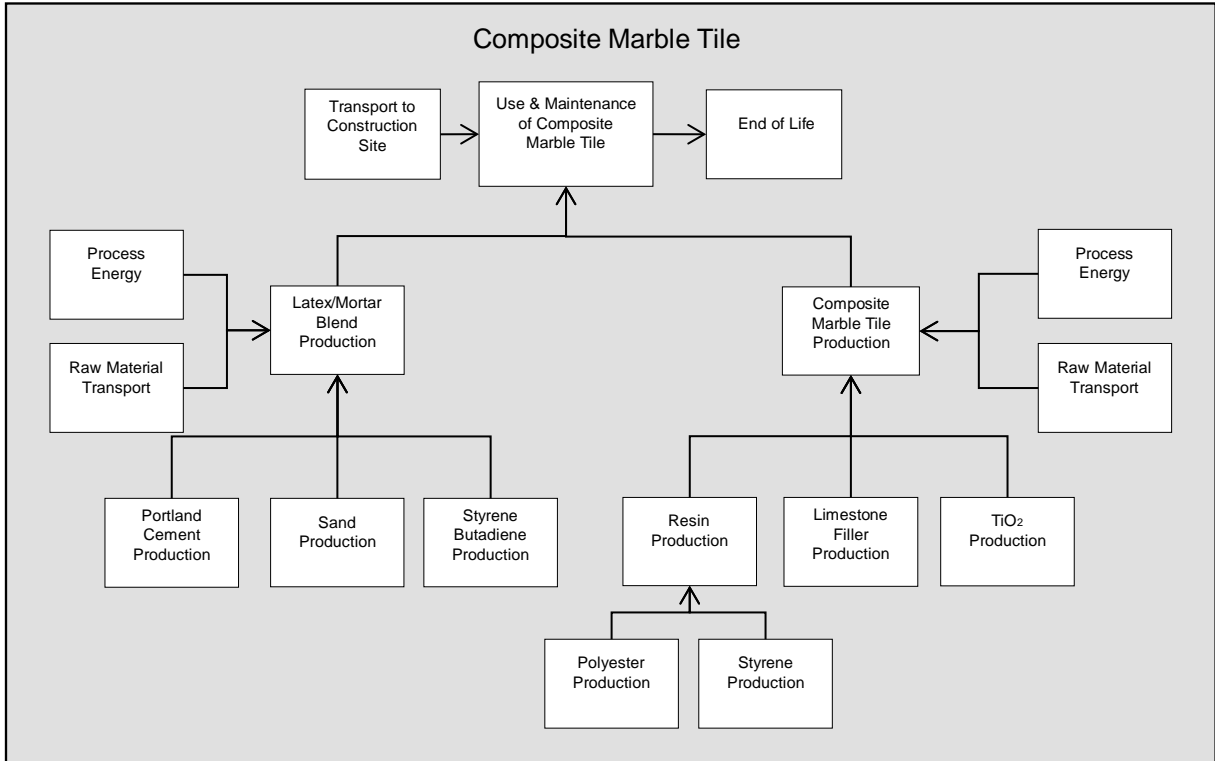 Composite Marble Tile
Transport to
Construction
Site
Use & Maintenance
of Composite
Marble Tile
End of Life
Process
Energy
Raw Material
Transport
Latex/Mortar
Blend
Production
Composite
Marble Tile
Production
Process
Energy
Raw Material
Transport
Portland
Cement
Production
Sand
Production
Styrene
Butadiene
Production
Resin
Production
Limestone
Filler
Production
TiO₂
Production
Polyester
Production
Styrene
Production